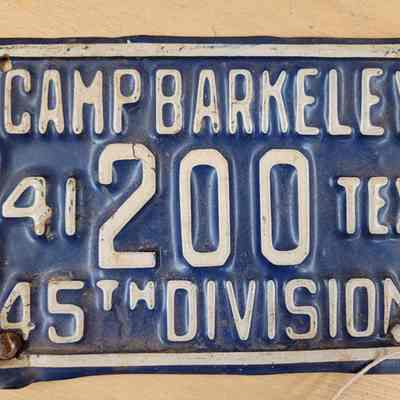 CAMP BARKELEY
41 200 TEX
45TH DIVISION